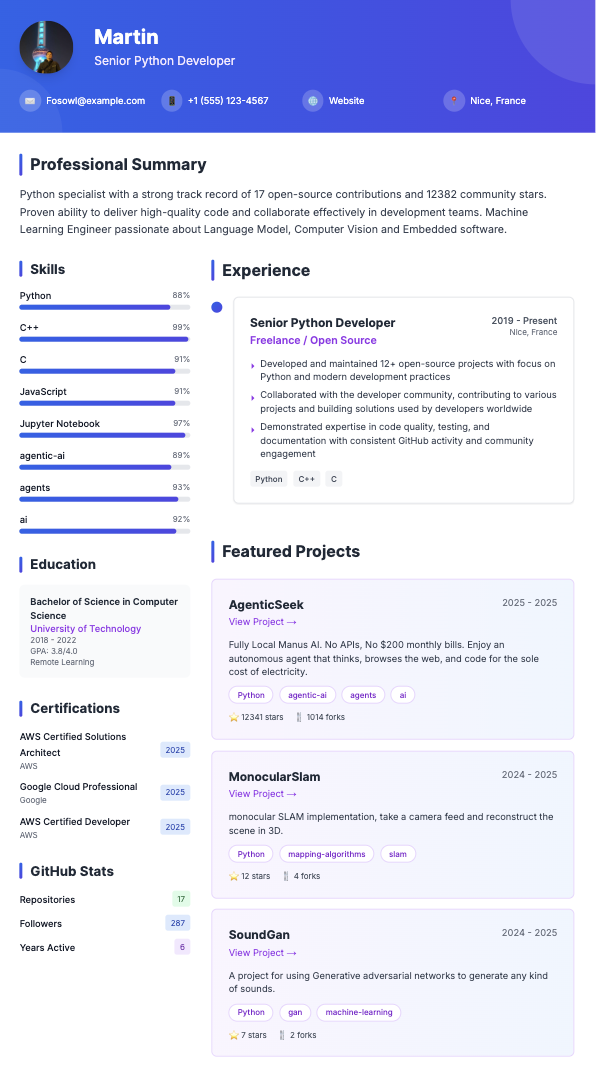 Martin
Senior Python Developer
Fosowl@example.com
+1 (555) 123-4567
Website
Nice, France
Professional Summary
Python specialist with a strong track record of 17 open-source contributions and 12382 community stars.
Proven ability to deliver high-quality code and collaborate effectively in development teams. Machine
Learning Engineer passionate about Language Model, Computer Vision and Embedded software.
Skills
Python 88%
C++ 99%
C 91%
JavaScript 91%
Jupyter Notebook 97%
agentic-ai 89%
agents 93%
ai 92%
Education
Bachelor of Science in Computer
Science
University of Technology
2018 - 2022
GPA: 3.8/4.0
Remote Learning
Certifications
AWS Certified Solutions
Architect
AWS
2025
Google Cloud Professional
Google
2025
AWS Certified Developer
AWS
2025
GitHub Stats
Repositories 17
Followers 287
Years Active 6
Experience
Senior Python Developer
2019 - Present
Freelance / Open Source
Nice, France
Developed and maintained 12+ open-source projects with focus on
Python and modern development practices
Collaborated with the developer community, contributing to various
projects and building solutions used by developers worldwide
Demonstrated expertise in code quality, testing, and
documentation with consistent GitHub activity and community
engagement
Python C++ C
Featured Projects
AgenticSeek 2025 - 2025
View Project →
Fully Local Manus AI. No APIs, No $200 monthly bills. Enjoy an
autonomous agent that thinks, browses the web, and code for the sole
cost of electricity.
Python agentic-ai agents ai
⭐ 12341 stars 🍴 1014 forks
MonocularSlam 2024 - 2025
View Project →
monocular SLAM implementation, take a camera feed and reconstruct the
scene in 3D.
Python mapping-algorithms slam
⭐ 12 stars 🍴 4 forks
SoundGan 2024 - 2025
View Project →
A project for using Generative adversarial networks to generate any kind
of sounds.
Python gan machine-learning
⭐ 7 stars 🍴 2 forks